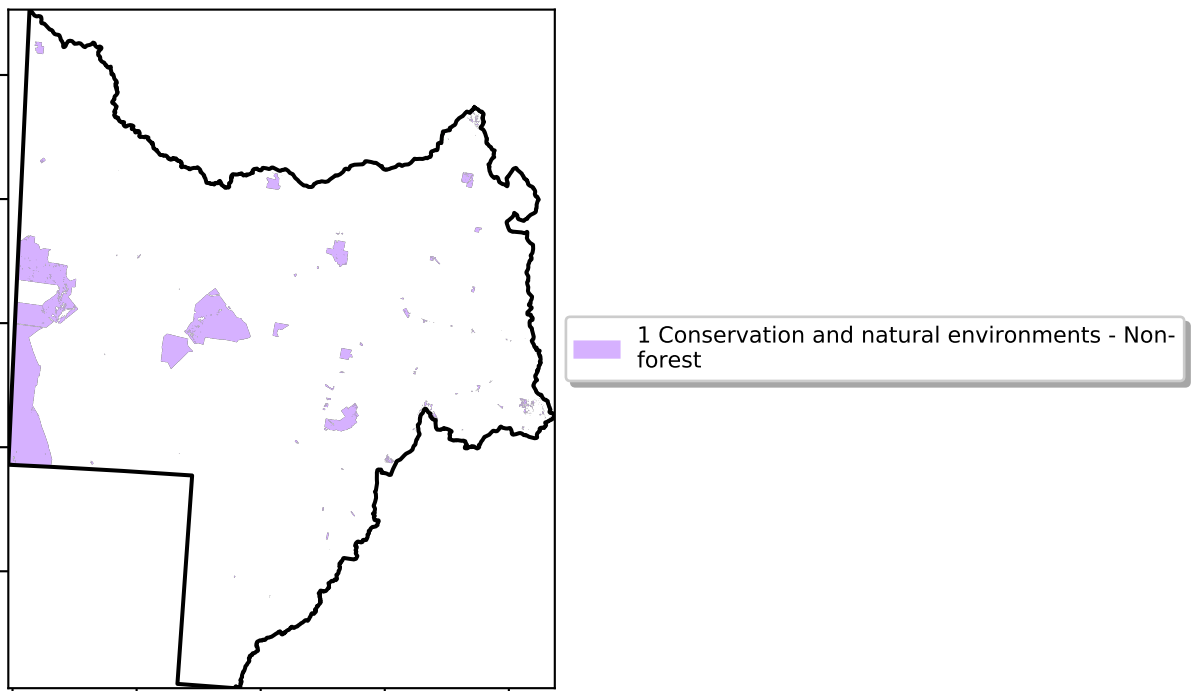 1 Conservation and natural environments - Non-
forest